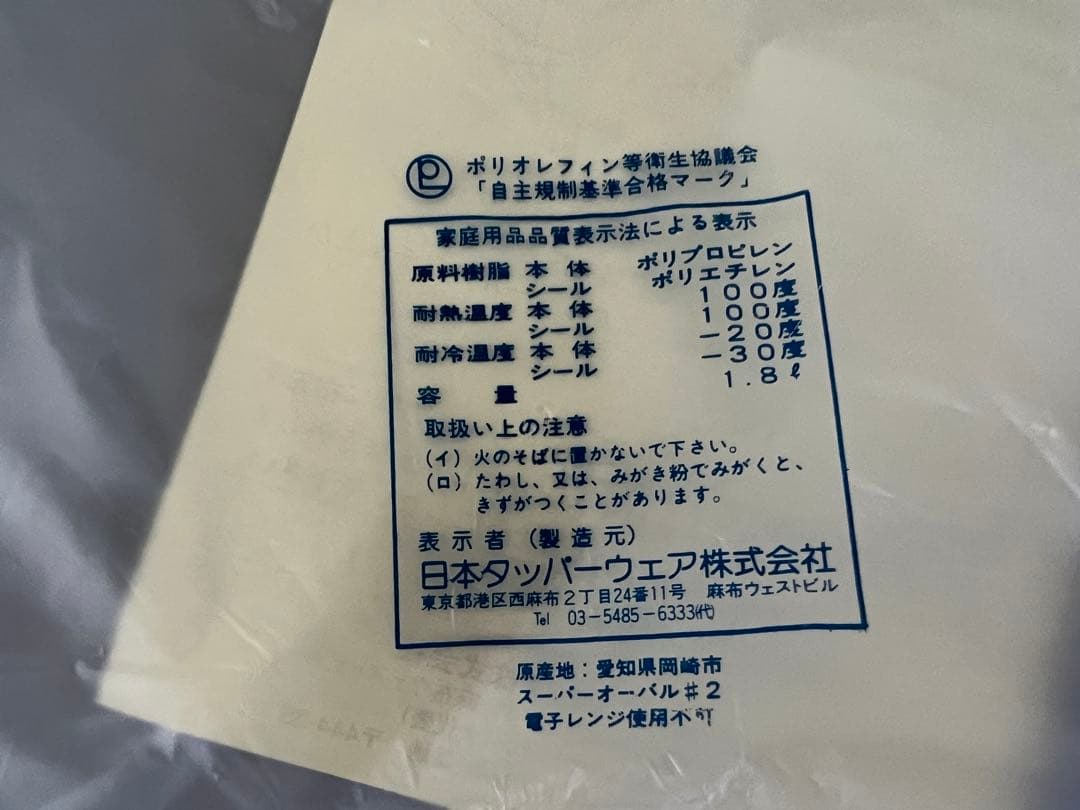 PL ポリオレフィン等衛生協議会
「自主規制基準合格マーク」
家庭用品品質表示法による表示
原料樹脂 本体 ポリプロピレン
シール ポリエチレン
耐熱温度 本体 100度
シール 100度
耐冷温度 本体 −20度
シール −30度
容量 1.8ℓ
取扱い上の注意
(イ) 火のそばに置かないで下さい。
(ロ) たわし、又は、みがき粉でみがくと、
きずがつくことがあります。
表示者(製造元)
日本タッパーウェア株式会社
東京都港区西麻布2丁目24番11号 麻布ウェストビル
Tel 03-5485-6333㈹
原産地:愛知県岡崎市
スーパーオーバル#2
電子レンジ使用不可